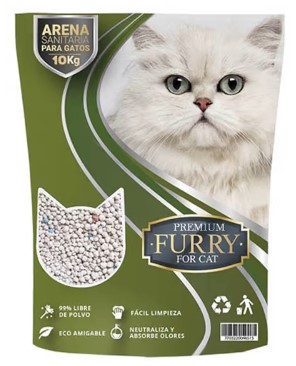 ARENA
SANITARIA
PARA GATOS
10Kg
PREMIUM
FURRY
FOR CAT
99% LIBRE
DE POLVO
FÁCIL LIMPIEZA
ECO AMIGABLE
NEUTRALIZA Y
ABSORBE OLORES